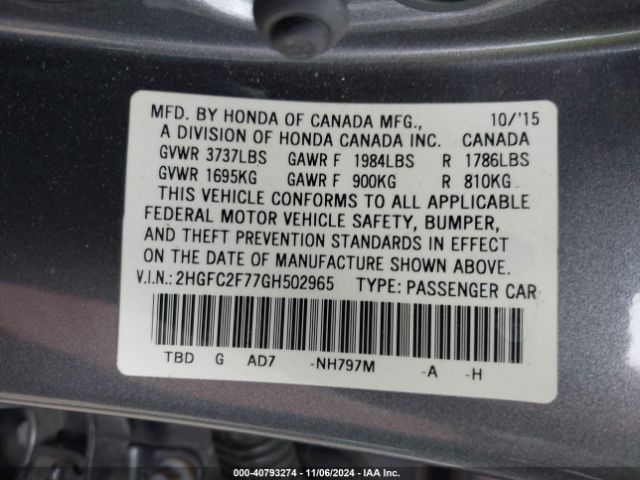 MFD. BY HONDA OF CANADA MFG., 10/'15
A DIVISION OF HONDA CANADA INC. CANADA
GVWR 3737LBS GAWR F 1984LBS R 1786LBS
GVWR 1695KG GAWR F 900KG R 810KG
THIS VEHICLE CONFORMS TO ALL APPLICABLE
FEDERAL MOTOR VEHICLE SAFETY, BUMPER,
AND THEFT PREVENTION STANDARDS IN EFFECT
ON THE DATE OF MANUFACTURE SHOWN ABOVE.
V.I.N.: 2HGFC2F77GH502965 TYPE: PASSENGER CAR
TBD G AD7 -NH797M -A -H
000-40793274 | 11/06/2024 | IAA Inc.